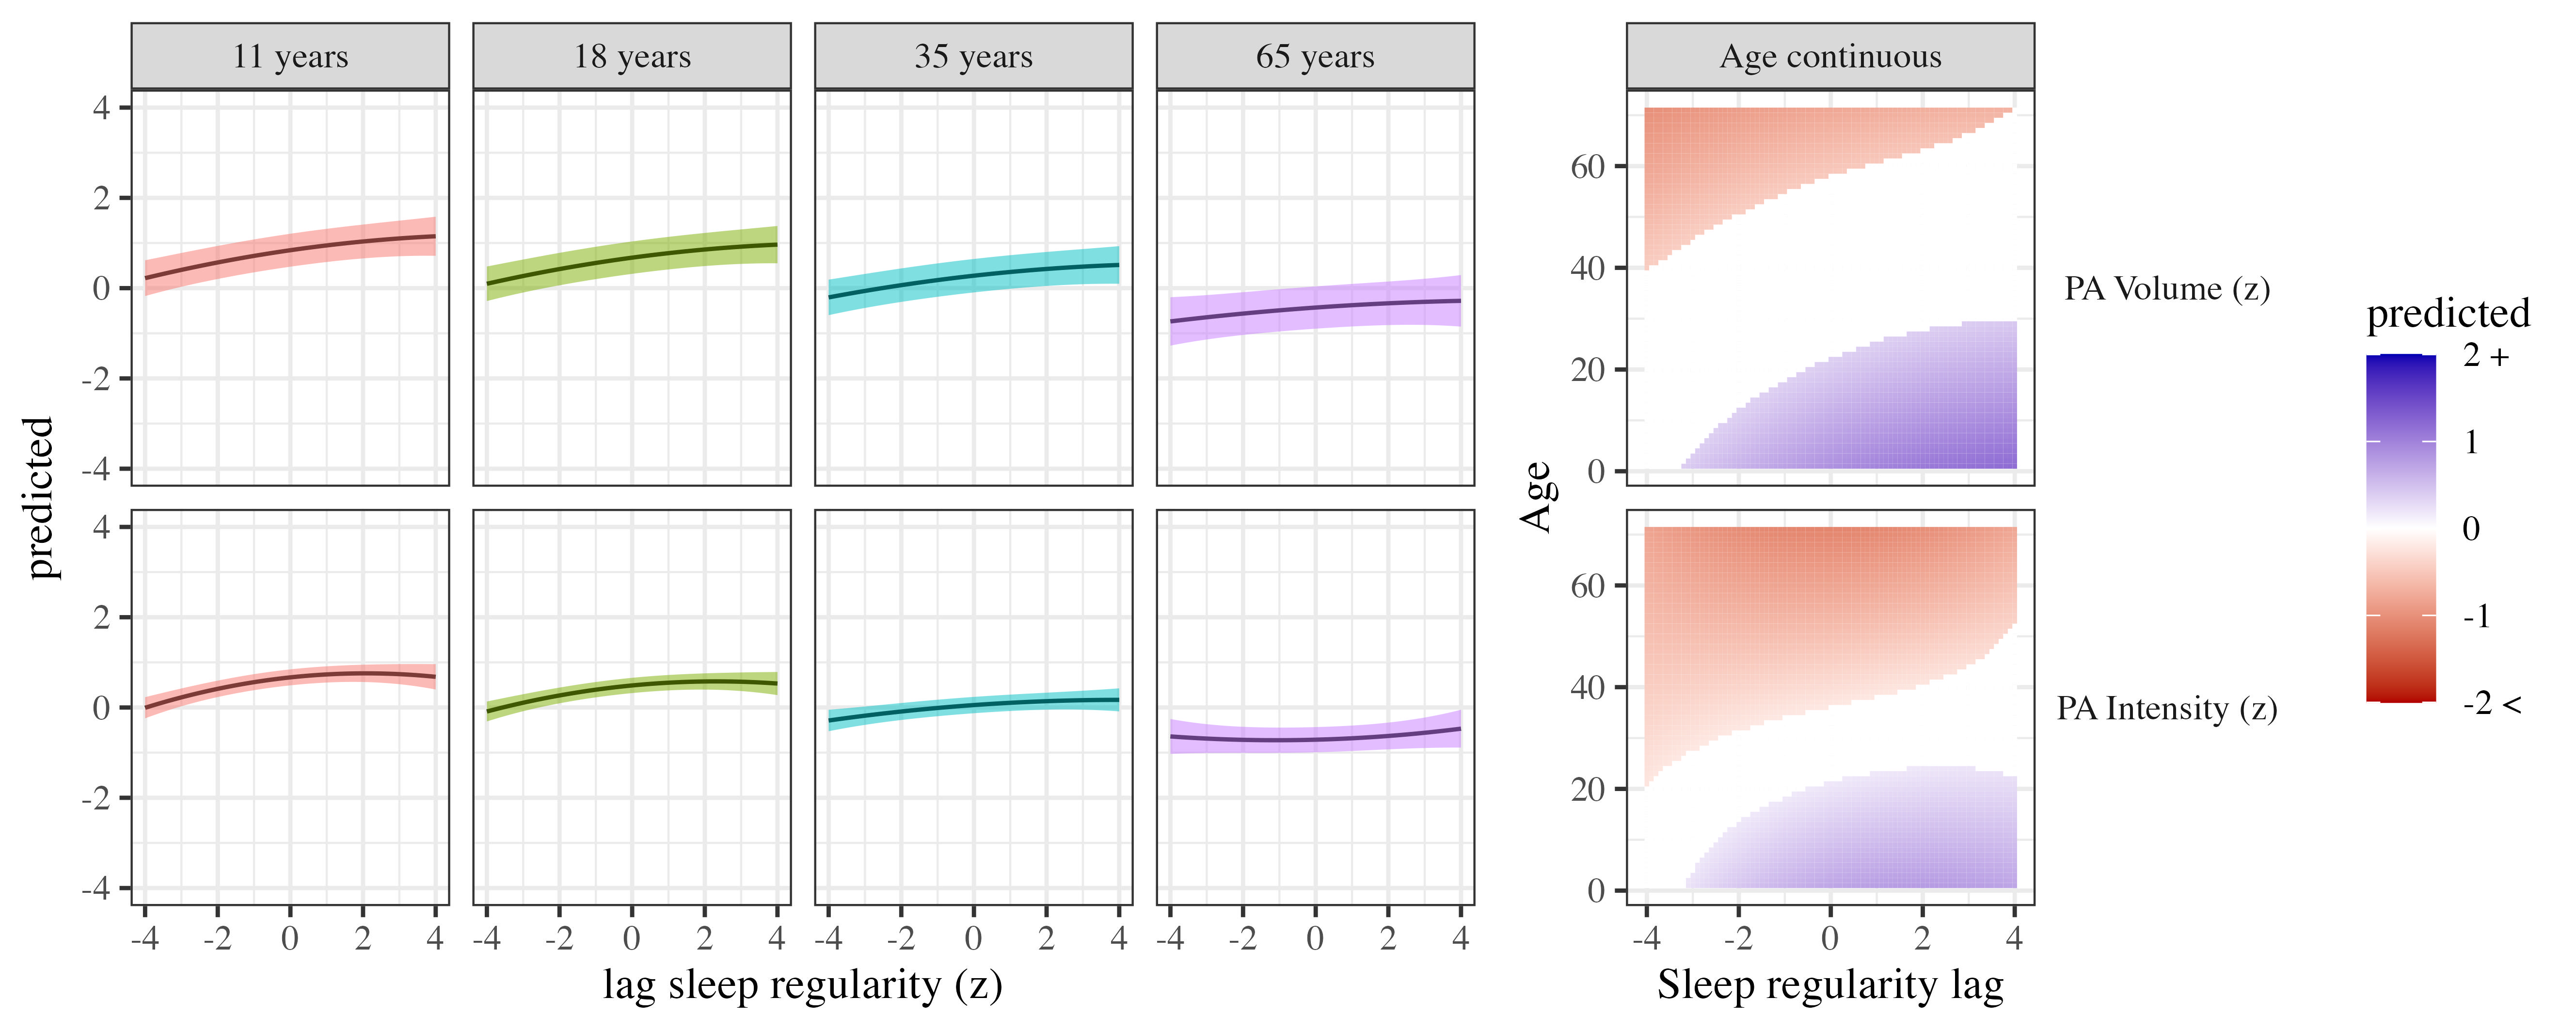 11 years
18 years
35 years
65 years
Age continuous
4
2
0
-2
-4
60
40
20
0
PA Volume (z)
predicted
2 +
1
0
-1
-2 <
predicted
Age
4
2
0
-2
-4
60
40
20
0
PA Intensity (z)
-4 -2 0 2 4
-4 -2 0 2 4
-4 -2 0 2 4
-4 -2 0 2 4
-4 -2 0 2 4
lag sleep regularity (z)
Sleep regularity lag